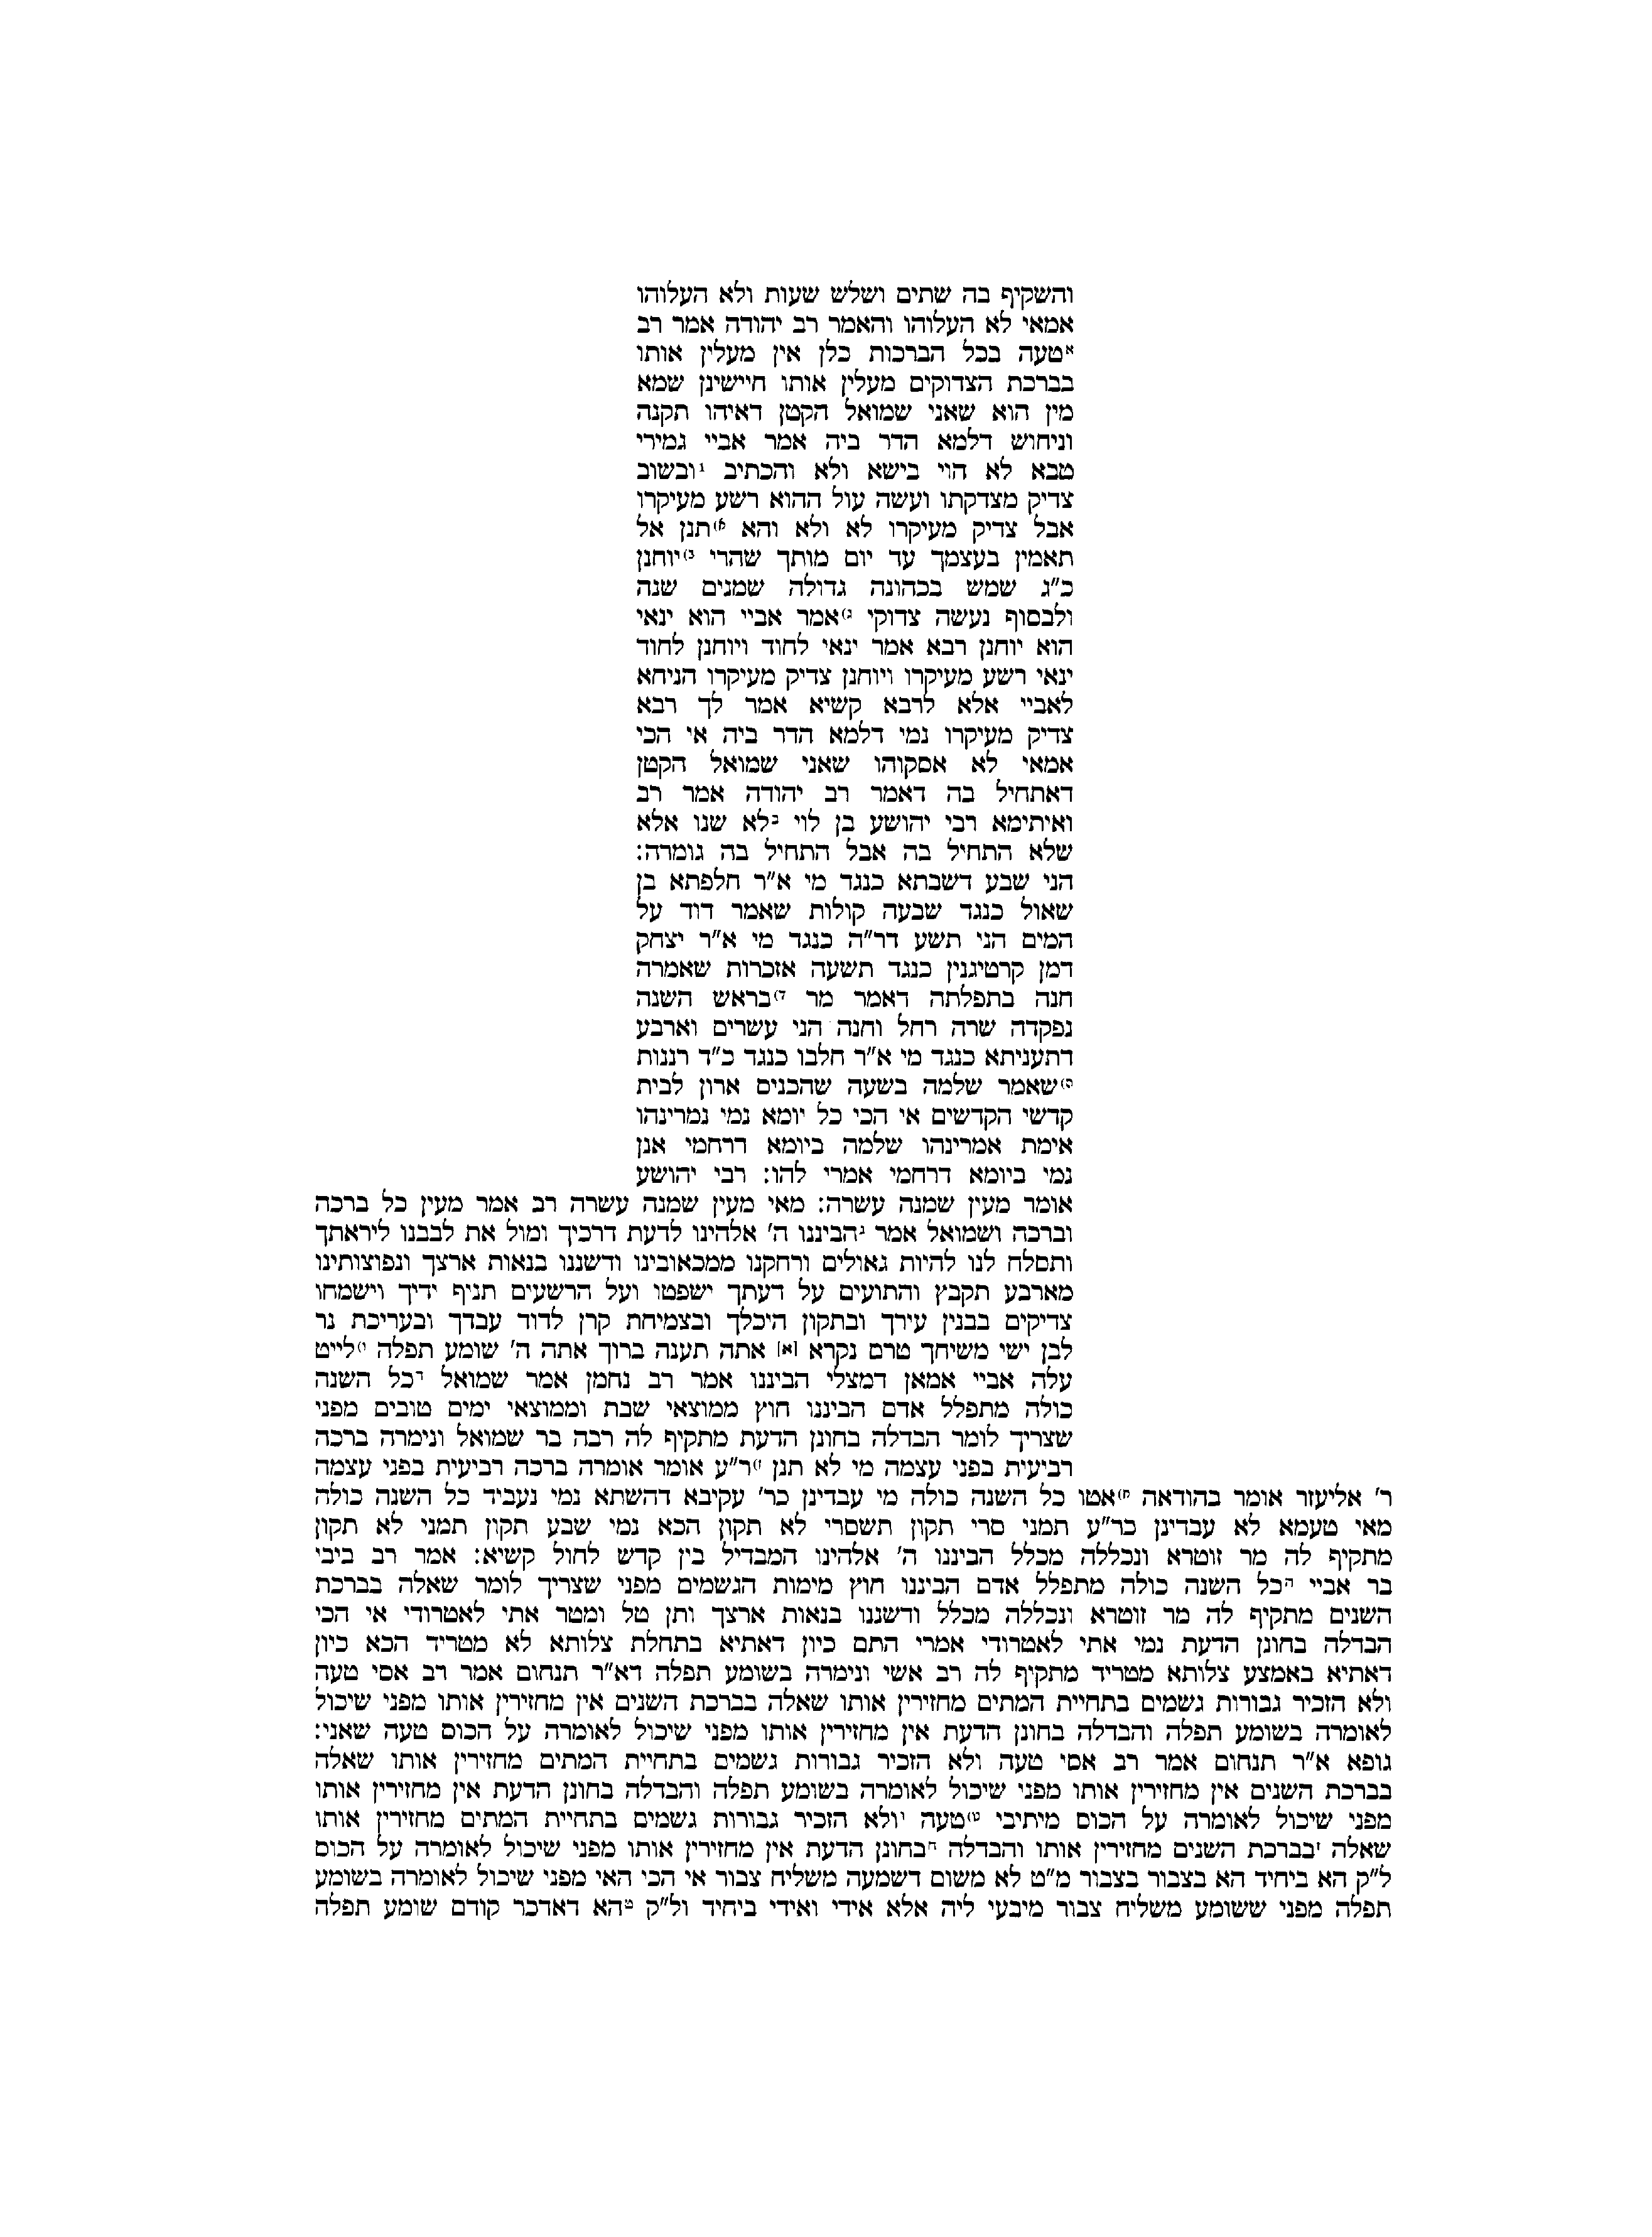 והשקיף בה שתים ושלש שעות ולא העלוהו
אמאי לא העלוהו והאמר רב יהודה אמר רב
אטעה בכל הברכות כלן אין מעלין אותו
בברכת הצדוקים מעלין אותו חיישינן שמא
מין הוא שאני שמואל הקטן דאיהו תקנה
וניחוש דלמא הדר ביה אמר אביי גמירי
טבא לא הוי בישא ולא והכתיב 1ובשוב
צדיק מצדקתו ועשה עול ההוא רשע מעיקרו
אבל צדיק מעיקרו לא ולא והא א)תנן אל
תאמין בעצמך עד יום מותך שהרי ב)יוחנן
כ"ג שמש בכהונה גדולה שמנים שנה
ולבסוף נעשה צדוקי ג)אמר אביי הוא ינאי
הוא יוחנן רבא אמר ינאי לחוד ויוחנן לחוד
ינאי רשע מעיקרו ויוחנן צדיק מעיקרו הניחא
לאביי אלא לרבא קשיא אמר לך רבא
צדיק מעיקרו נמי דלמא הדר ביה אי הכי
אמאי לא אסקוהו שאני שמואל הקטן
דאתחיל בה דאמר רב יהודה אמר רב
ואיתימא רבי יהושע בן לוי בלא שנו אלא
שלא התחיל בה אבל התחיל בה גומרה:
הני שבע דשבתא כנגד מי א"ר חלפתא בן
שאול כנגד שבעה קולות שאמר דוד על
המים הני תשע דר"ה כנגד מי א"ר יצחק
דמן קרטיגנין כנגד תשעה אזכרות שאמרה
חנה בתפלתה דאמר מר ד)בראש השנה
נפקדה שרה רחל וחנה הני עשרים וארבע
דתעניתא כנגד מי א"ר חלבו כנגד כ"ד רננות
ה)שאמר שלמה בשעה שהכניס ארון לבית
קדשי הקדשים אי הכי כל יומא נמי נמרינהו
אימת אמרינהו שלמה ביומא דרחמי אנן
נמי ביומא דרחמי אמרי להו: רבי יהושע
אומר מעין שמנה עשרה: מאי מעין שמנה עשרה רב אמר מעין כל ברכה
וברכה ושמואל אמר גהביננו ה' אלהינו לדעת דרכיך ומול את לבבנו ליראתך
ותסלח לנו להיות גאולים ורחקנו ממכאובינו ודשננו בנאות ארצך ונפוצותינו
מארבע תקבץ והתועים על דעתך ישפטו ועל הרשעים תניף ידיך וישמחו
צדיקים בבנין עירך ובתקון היכלך ובצמיחת קרן לדוד עבדך ובעריכת נר
לבן ישי משיחך טרם נקרא [א] אתה תענה ברוך אתה ה' שומע תפלה ו)לייט
עלה אביי אמאן דמצלי הביננו אמר רב נחמן אמר שמואל דכל השנה
כולה מתפלל אדם הביננו חוץ ממוצאי שבת וממוצאי ימים טובים מפני
שצריך לומר הבדלה בחונן הדעת מתקיף לה רבה בר שמואל ונימרה ברכה
רביעית בפני עצמה מי לא תנן ז)ר"ע אומר אומרה ברכה רביעית בפני עצמה
ר' אליעזר אומר בהודאה ח)אטו כל השנה כולה מי עבדינן כר' עקיבא דהשתא נמי נעביד כל השנה כולה
מאי טעמא לא עבדינן כר"ע תמני סרי תקון תשסרי לא תקון הכא נמי שבע תקון תמני לא תקון
מתקיף לה מר זוטרא ונכללה מכלל הביננו ה' אלהינו המבדיל בין קדש לחול קשיא: אמר רב ביבי
בר אביי הכל השנה כולה מתפלל אדם הביננו חוץ מימות הגשמים מפני שצריך לומר שאלה בברכת
השנים מתקיף לה מר זוטרא ונכללה מכלל ודשננו בנאות ארצך ותן טל ומטר אתי לאטרודי אי הכי
הבדלה בחונן הדעת נמי אתי לאטרודי אמרי התם כיון דאתיא בתחלת צלותא לא מטריד הכא כיון
דאתיא באמצע צלותא מטריד מתקיף לה רב אשי ונימרה בשומע תפלה דא"ר תנחום אמר רב אסי טעה
ולא הזכיר גבורות גשמים בתחיית המתים מחזירין אותו שאלה בברכת השנים אין מחזירין אותו מפני שיכול
לאומרה בשומע תפלה והבדלה בחונן הדעת אין מחזירין אותו מפני שיכול לאומרה על הכוס טעה שאני:
גופא א"ר תנחום אמר רב אסי טעה ולא הזכיר גבורות גשמים בתחיית המתים מחזירין אותו שאלה
בברכת השנים אין מחזירין אותו מפני שיכול לאומרה בשומע תפלה והבדלה בחונן הדעת אין מחזירין אותו
מפני שיכול לאומרה על הכוס מיתיבי ט)טעה וולא הזכיר גבורות גשמים בתחיית המתים מחזירין אותו
שאלה זבברכת השנים מחזירין אותו והבדלה חבחונן הדעת אין מחזירין אותו מפני שיכול לאומרה על הכוס
ל"ק הא ביחיד הא בצבור בצבור מ"ט לא משום דשמעה משליח צבור אי הכי האי מפני שיכול לאומרה בשומע
תפלה מפני ששומע משליח צבור מיבעי ליה אלא אידי ואידי ביחיד ול"ק טהא דאדכר קודם שומע תפלה